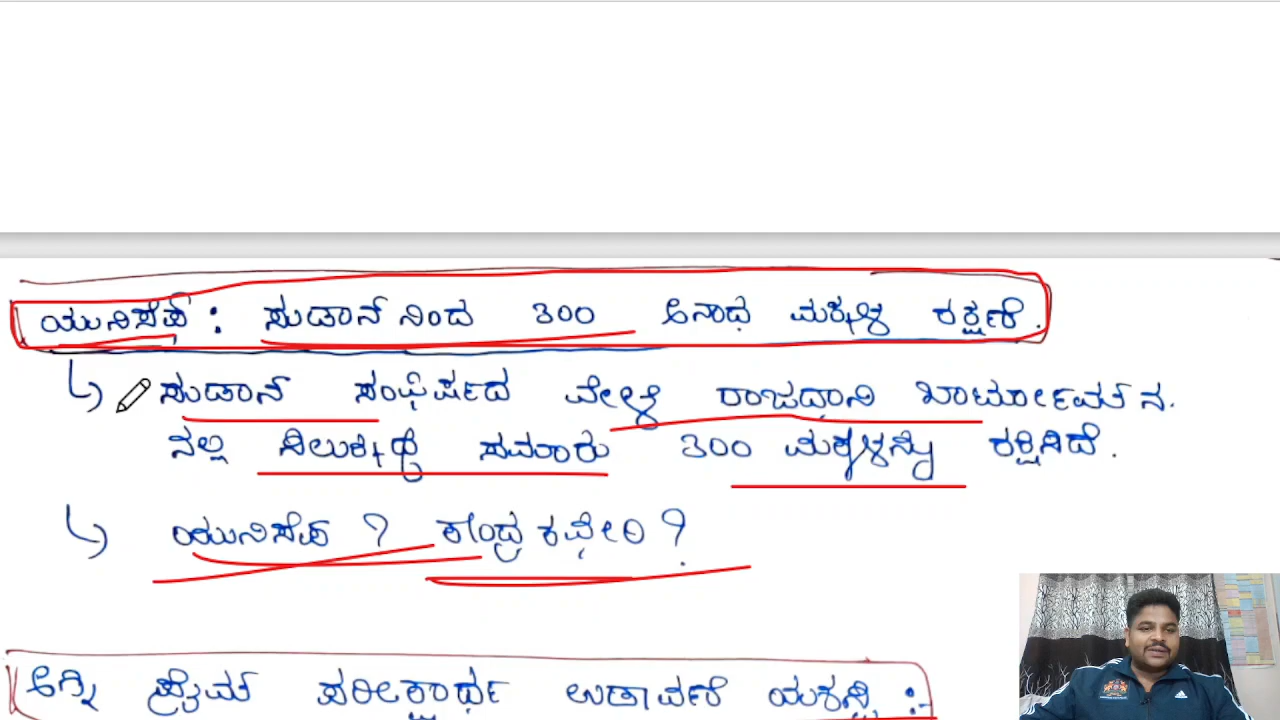 ಯುನಿಸೆಫ್ : ಸುಡಾನ್ ನಿಂದ 300 ಅನಾಥ ಮಕ್ಕಳ ರಕ್ಷಣೆ.
↳ ಸುಡಾನ್ ಸಂಘರ್ಷದ ವೇಳೆ ರಾಜಧಾನಿ ಖಾರ್ಟೋಮ್ ನ.
ನಲ್ಲಿ ಸಿಲುಕಿದ್ದ ಸುಮಾರು 300 ಮಕ್ಕಳನ್ನು ರಕ್ಷಿಸಿದೆ.
↳ ಯುನಿಸೆಫ ? ಕೇಂದ್ರ ಕಛೇರಿ ?
ಅಗ್ನಿ ಪ್ರೈಮ್ ಪರೀಕ್ಷಾರ್ಥ ಉಡಾವಣೆ ಯಶಸ್ವಿ :-